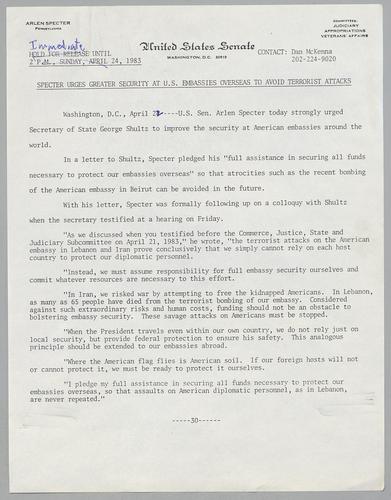 ARLEN SPECTER
PENNSYLVANIA
COMMITTEES:
JUDICIARY
APPROPRIATIONS
VETERANS' AFFAIRS
Immediate
HOLD FOR RELEASE UNTIL
2 P.M., SUNDAY, APRIL 24, 1983
United States Senate
WASHINGTON, D.C. 20510
CONTACT: Dan McKenna
202-224-9020
SPECTER URGES GREATER SECURITY AT U.S. EMBASSIES OVERSEAS TO AVOID TERRORIST ATTACKS
Washington, D.C., April -----U.S. Sen. Arlen Specter today strongly urged
Secretary of State George Shultz to improve the security at American embassies around the
world.
In a letter to Shultz, Specter pledged his "full assistance in securing all funds
necessary to protect our embassies overseas" so that atrocities such as the recent bombing
of the American embassy in Beirut can be avoided in the future.
With his letter, Specter was formally following up on a colloquy with Shultz
when the secretary testified at a hearing on Friday.
"As we discussed when you testified before the Commerce, Justice, State and
Judiciary Subcommittee on April 21, 1983," he wrote, "the terrorist attacks on the American
embassy in Lebanon and Iran prove conclusively that we simply cannot rely on each host
country to protect our diplomatic personnel.
"Instead, we must assume responsibility for full embassy security ourselves and
commit whatever resources are necessary to this effort.
"In Iran, we risked war by attempting to free the kidnapped Americans. In Lebanon,
as many as 65 people have died from the terrorist bombing of our embassy. Considered
against such extraordinary risks and human costs, funding should not be an obstacle to
bolstering embassy security. These savage attacks on Americans must be stopped.
"When the President travels even within our own country, we do not rely just on
local security, but provide federal protection to ensure his safety. This analogous
principle should be extended to our embassies abroad.
"Where the American flag flies is American soil. If our foreign hosts will not
or cannot protect it, we must be ready to protect it ourselves.
"I pledge my full assistance in securing all funds necessary to protect our
embassies overseas, so that assaults on American diplomatic personnel, as in Lebanon,
are never repeated."
-----30-----